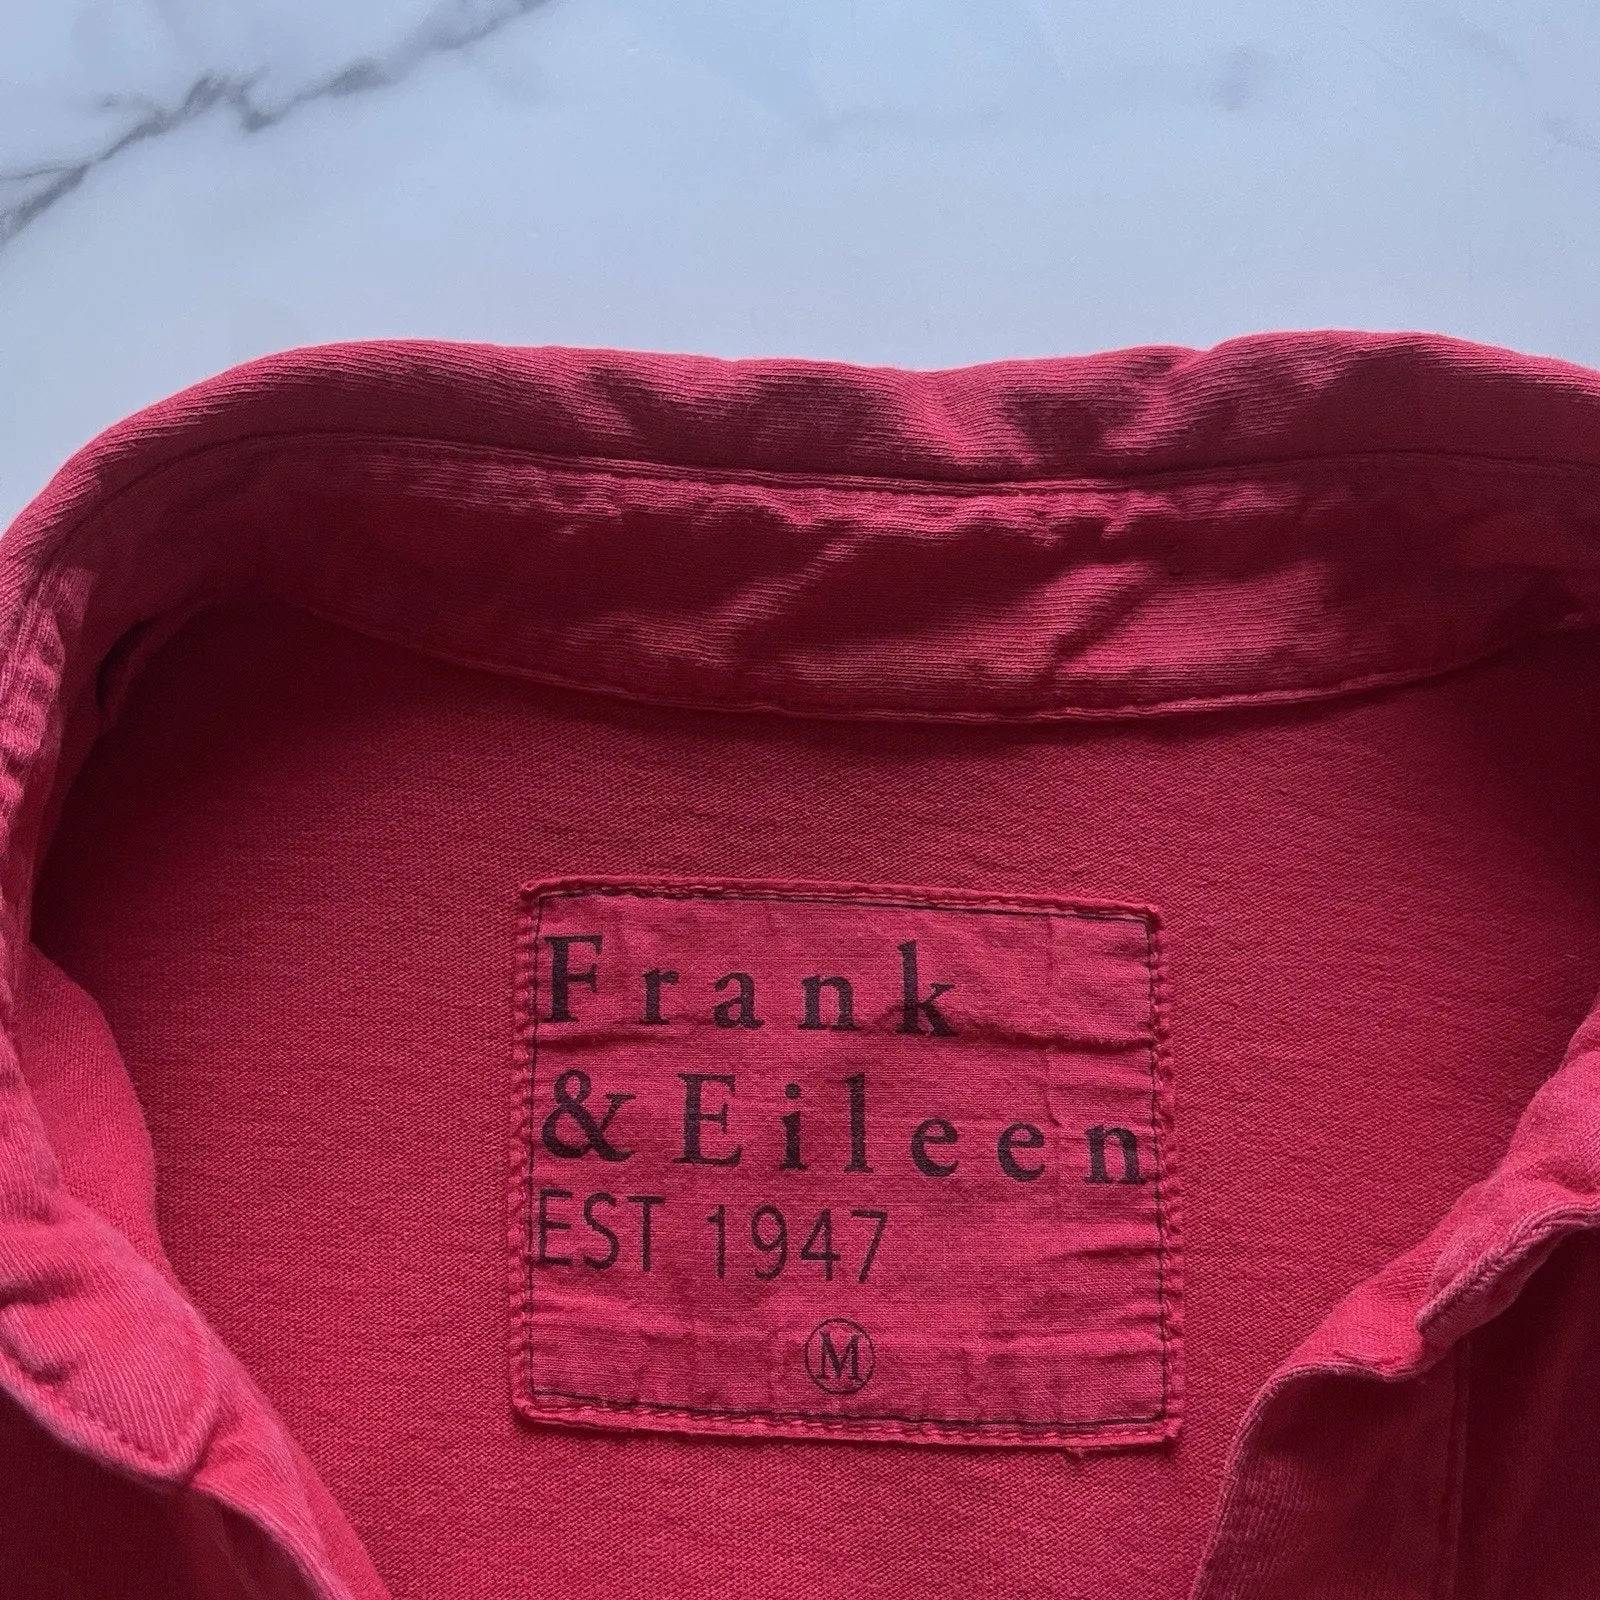 Frank
& Eileen
EST 1947
M